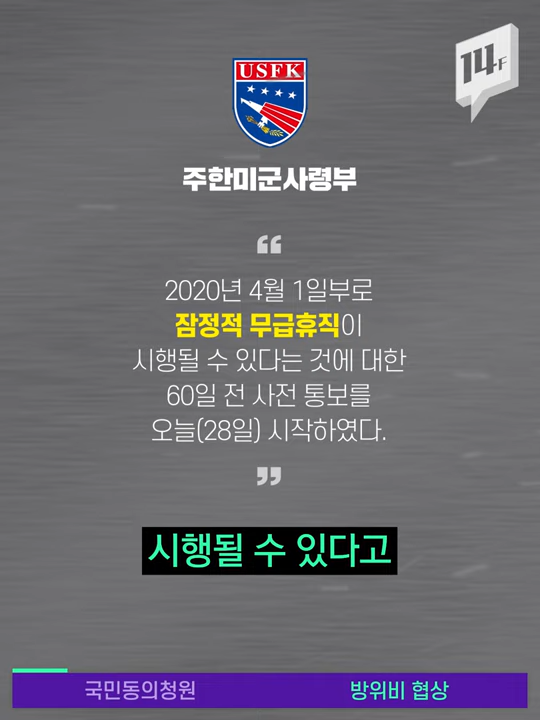 USFK
14F
주한미군사령부
“
2020년 4월 1일부로
잠정적 무급휴직이
시행될 수 있다는 것에 대한
60일 전 사전 통보를
오늘(28일) 시작하였다.
”
시행될 수 있다고
국민동의청원 방위비 협상